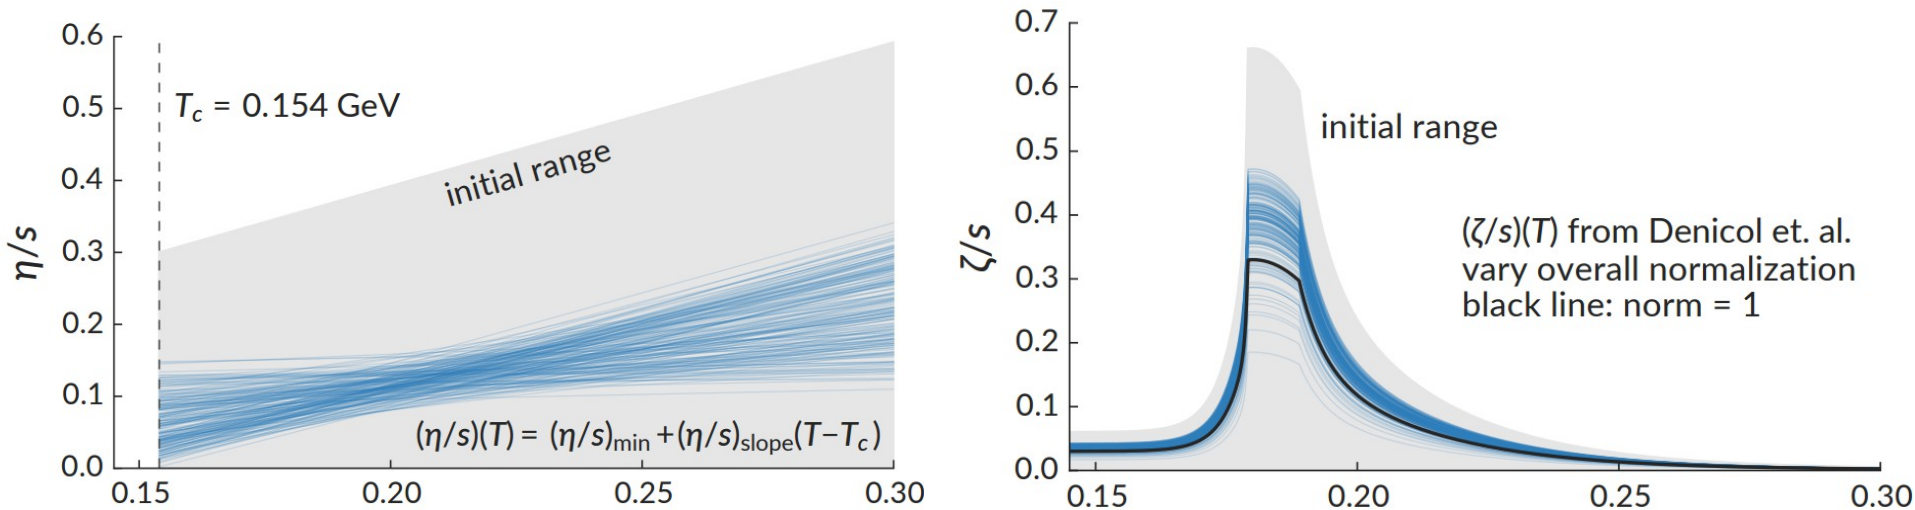 0.6
0.5
0.4
0.3
0.2
0.1
0.0
η/s
T_c = 0.154 GeV
initial range
(η/s)(T) = (η/s)_min + (η/s)_slope(T−T_c)
0.15 0.20 0.25 0.30
0.7
0.6
0.5
0.4
0.3
0.2
0.1
0.0
ζ/s
initial range
(ζ/s)(T) from Denicol et. al.
vary overall normalization
black line: norm = 1
0.15 0.20 0.25 0.30